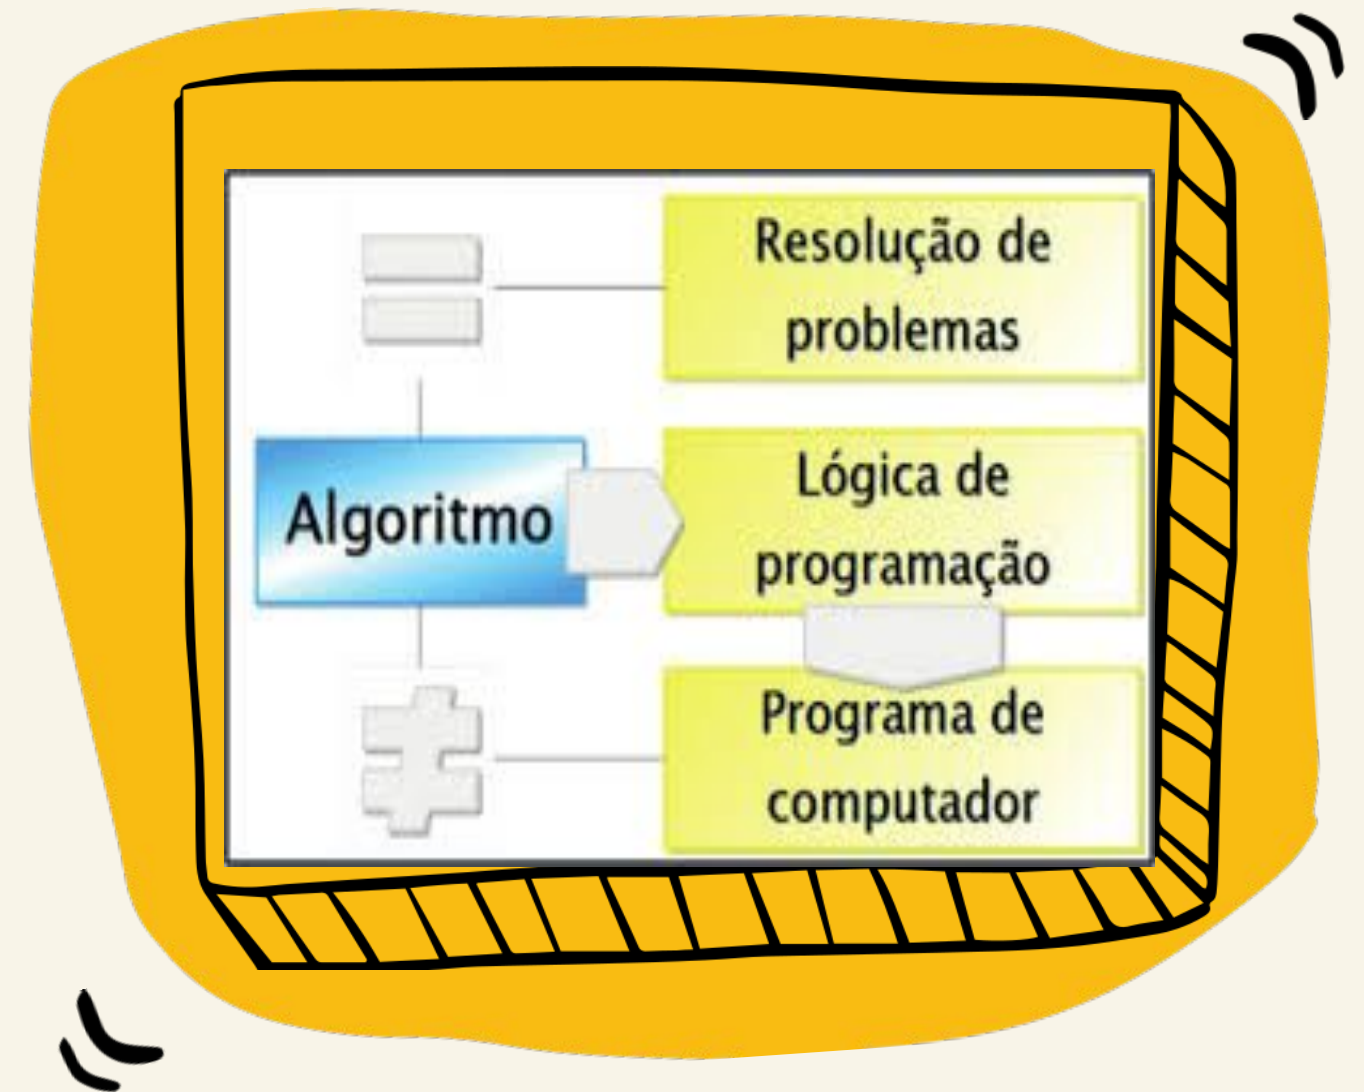 Resolução de
problemas
Algoritmo
Lógica de
programação
Programa de
computador